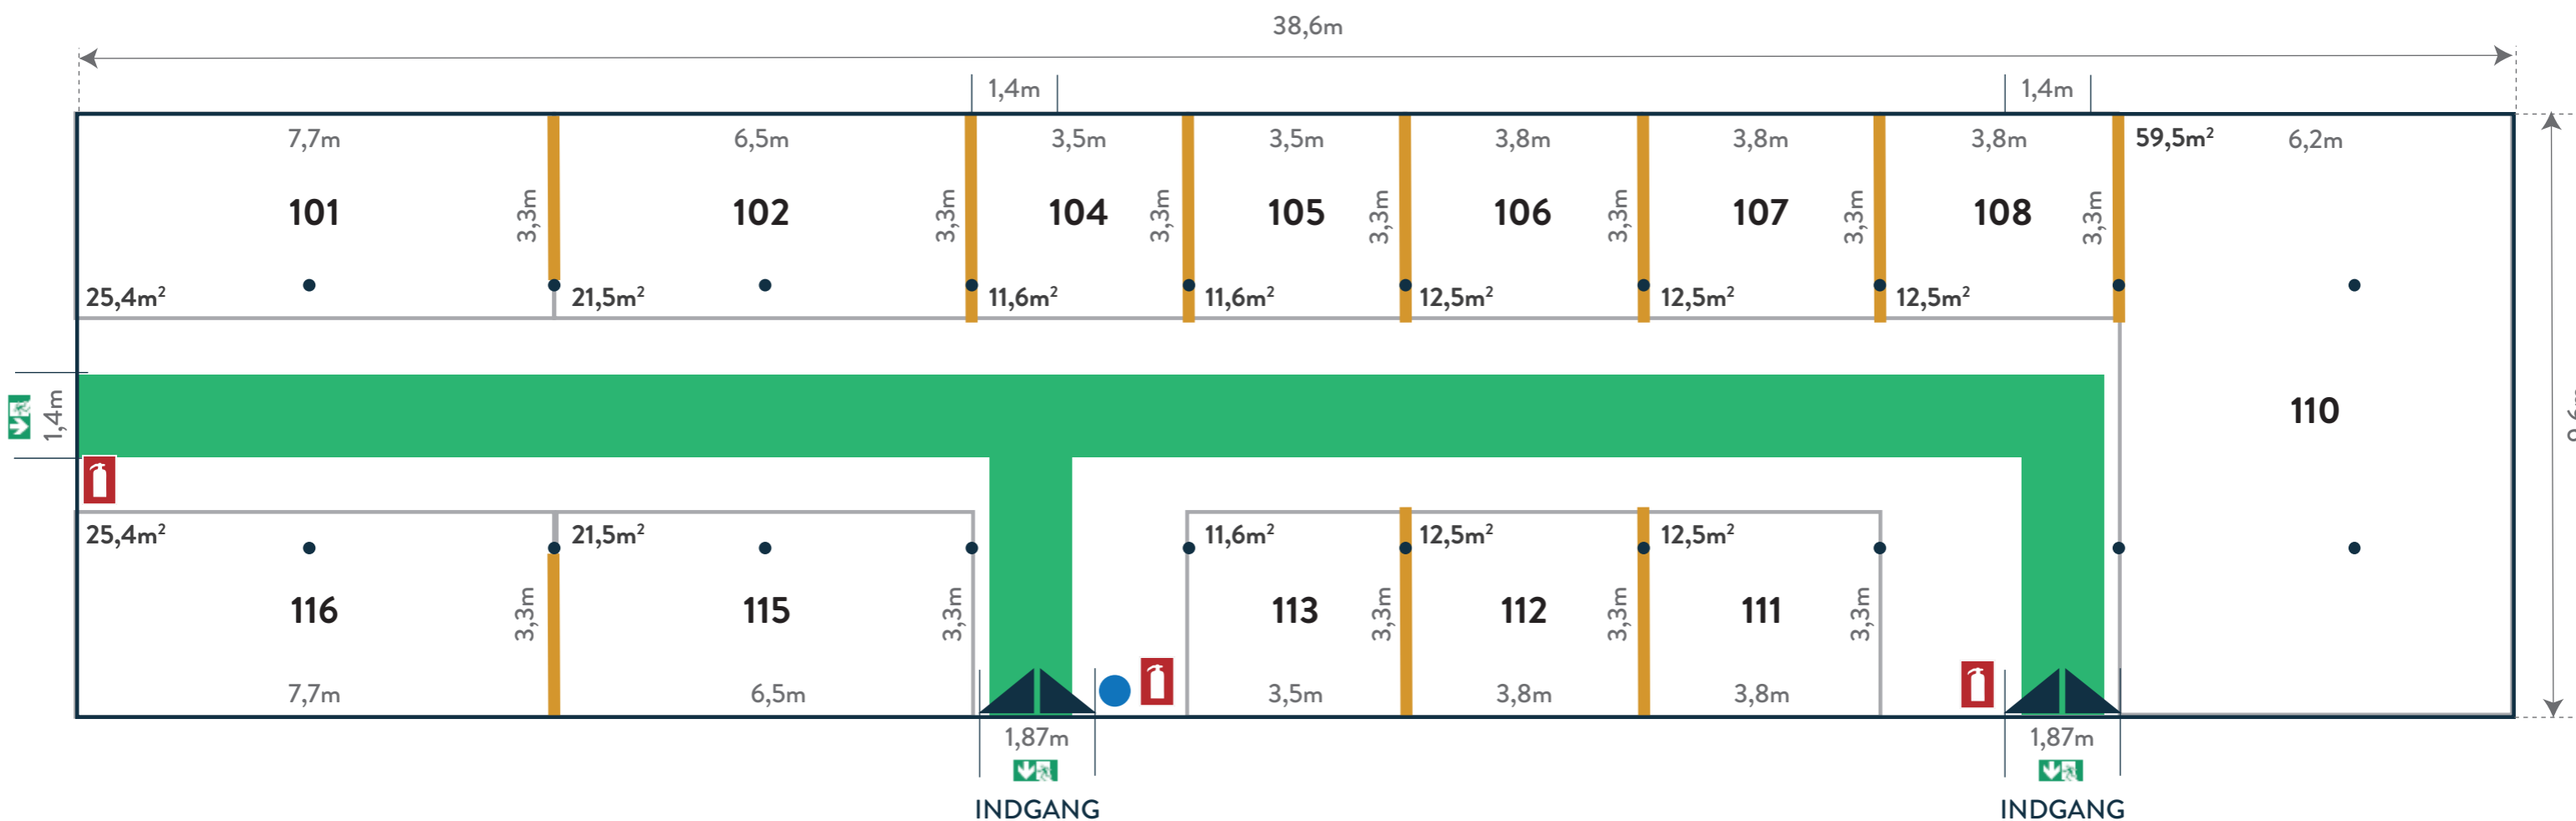 38,6m
1,4m 1,4m
7,7m 6,5m 3,5m 3,5m 3,8m 3,8m 3,8m 59,5m² 6,2m
101 3,3m 102 3,3m 104 3,3m 105 3,3m 106 3,3m 107 3,3m 108 3,3m
25,4m² 21,5m² 11,6m² 11,6m² 12,5m² 12,5m² 12,5m²
1,4m 110
25,4m² 21,5m² 11,6m² 12,5m² 12,5m²
116 3,3m 115 3,3m 113 3,3m 112 3,3m 111 3,3m
7,7m 6,5m 3,5m 3,8m 3,8m
1,87m 1,87m
INDGANG INDGANG